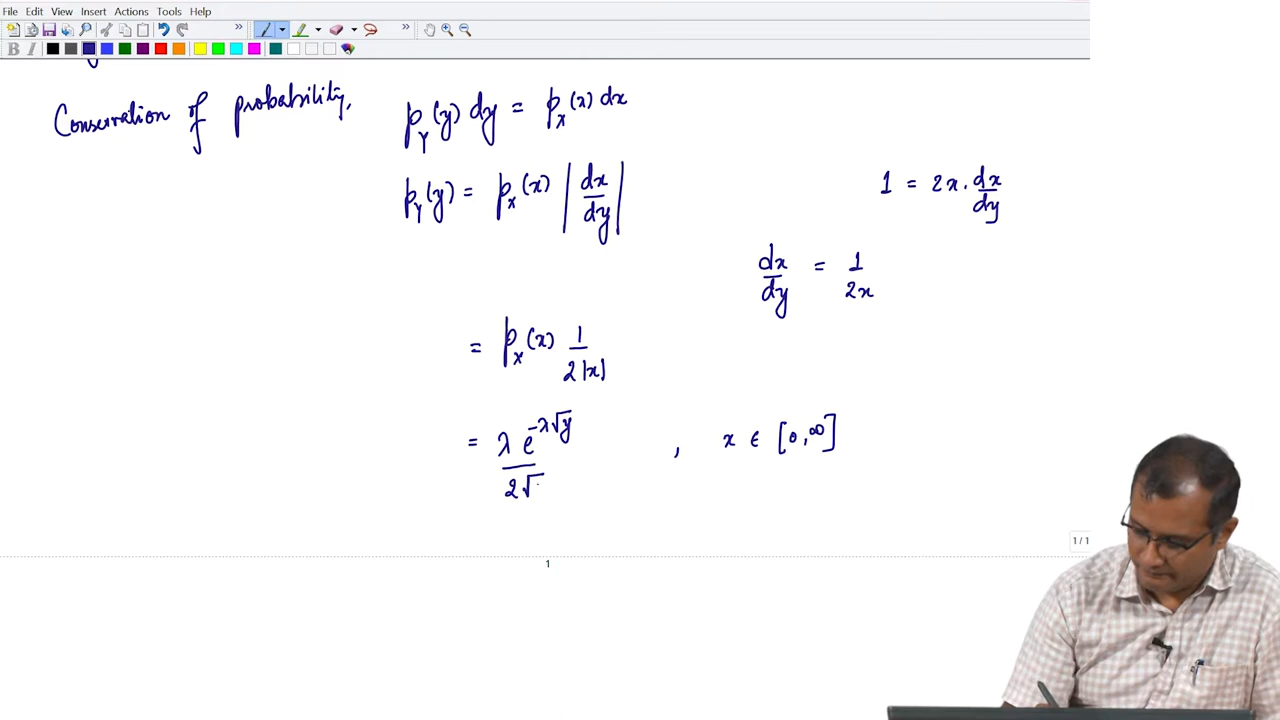 File Edit View Insert Actions Tools Help
B I
Conservation of probability, p_Y(y) dy = p_X(x) dx
p_Y(y) = p_X(x) |dx/dy|
1 = 2x · dx/dy
dx/dy = 1/2x
= p_X(x) 1/2|x|
= λ e^{-λ√y} / 2√ , x ∈ [0, ∞]
1 / 1
1